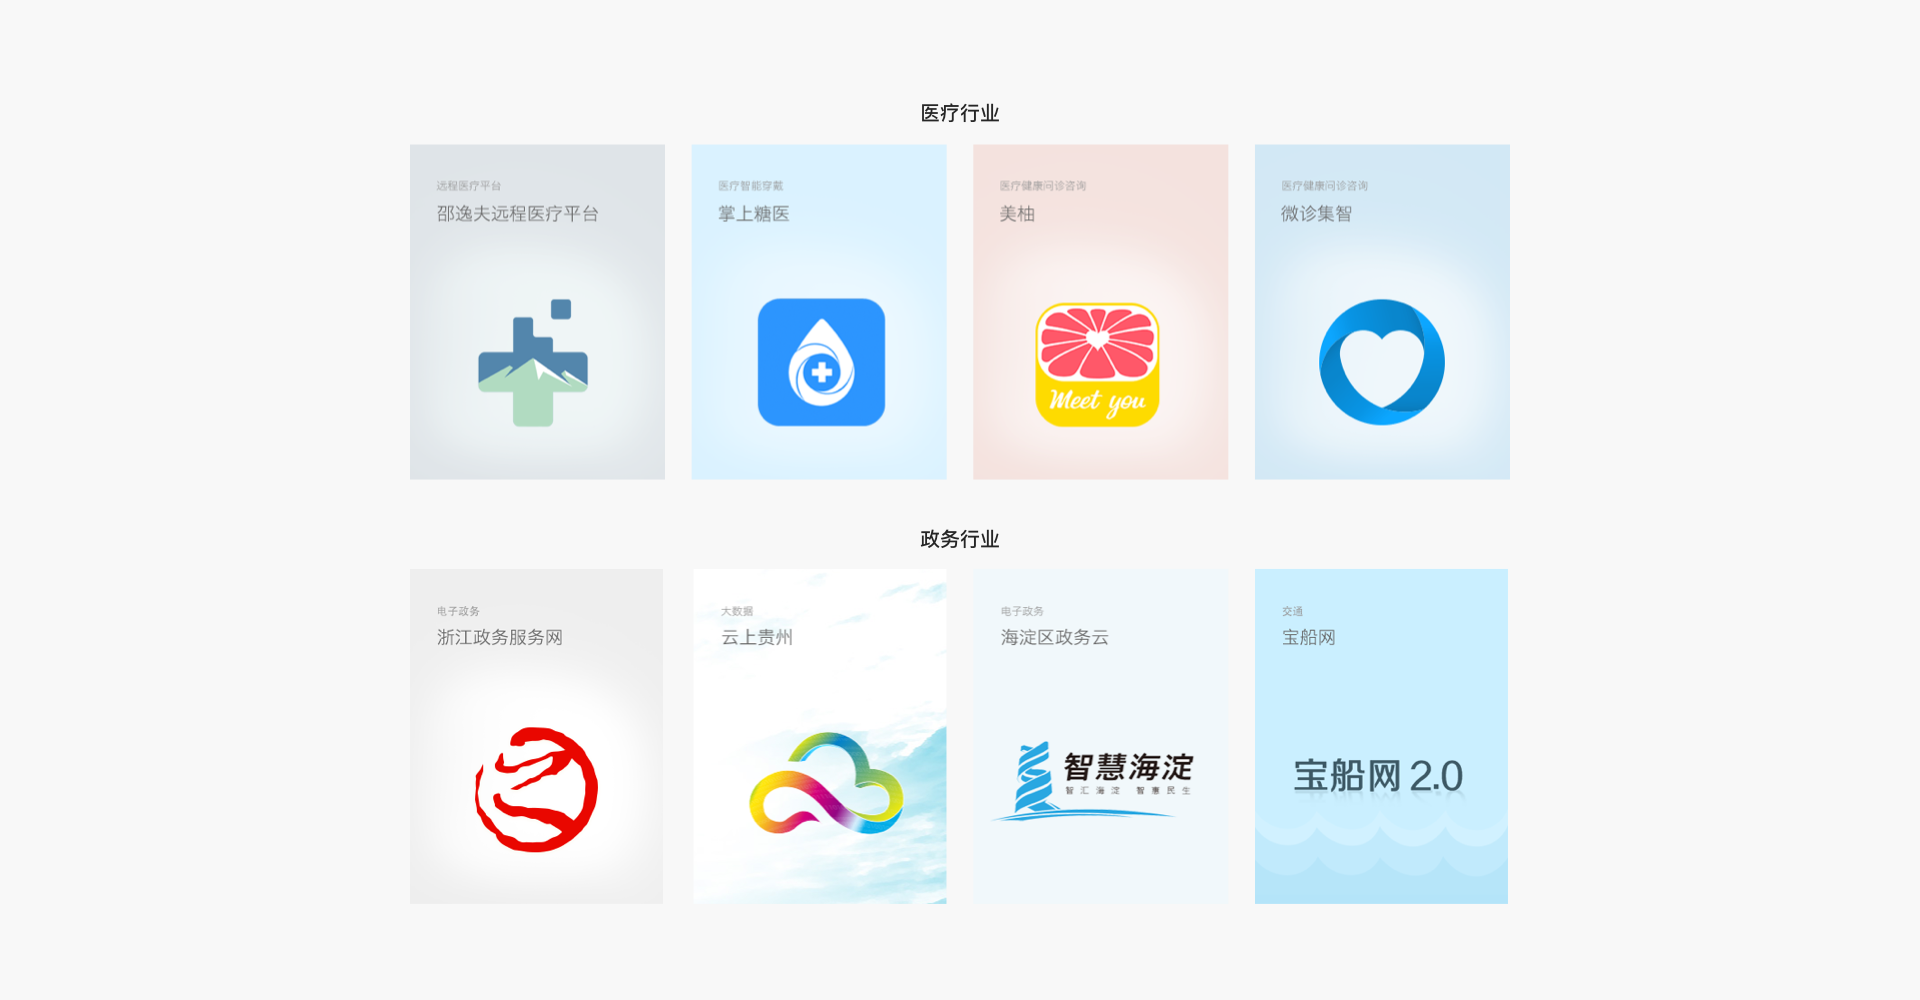 医疗行业
远程医疗平台
邵逸夫远程医疗平台
医疗智能穿戴
掌上糖医
医疗健康问诊咨询
美柚
Meet you
医疗健康问诊咨询
微诊集智
政务行业
电子政务
浙江政务服务网
大数据
云上贵州
电子政务
海淀区政务云
智慧海淀
智汇海淀 智惠民生
交通
宝船网
宝船网 2.0